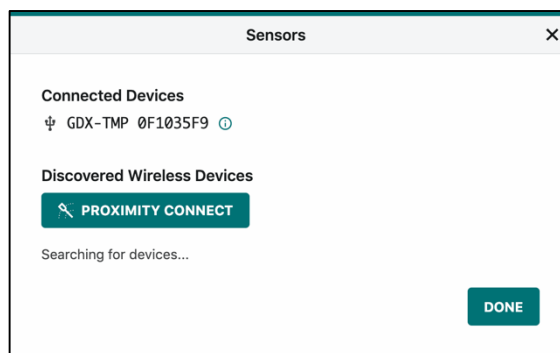 Sensors
Connected Devices
GDX-TMP 0F1035F9
Discovered Wireless Devices
PROXIMITY CONNECT
Searching for devices...
DONE